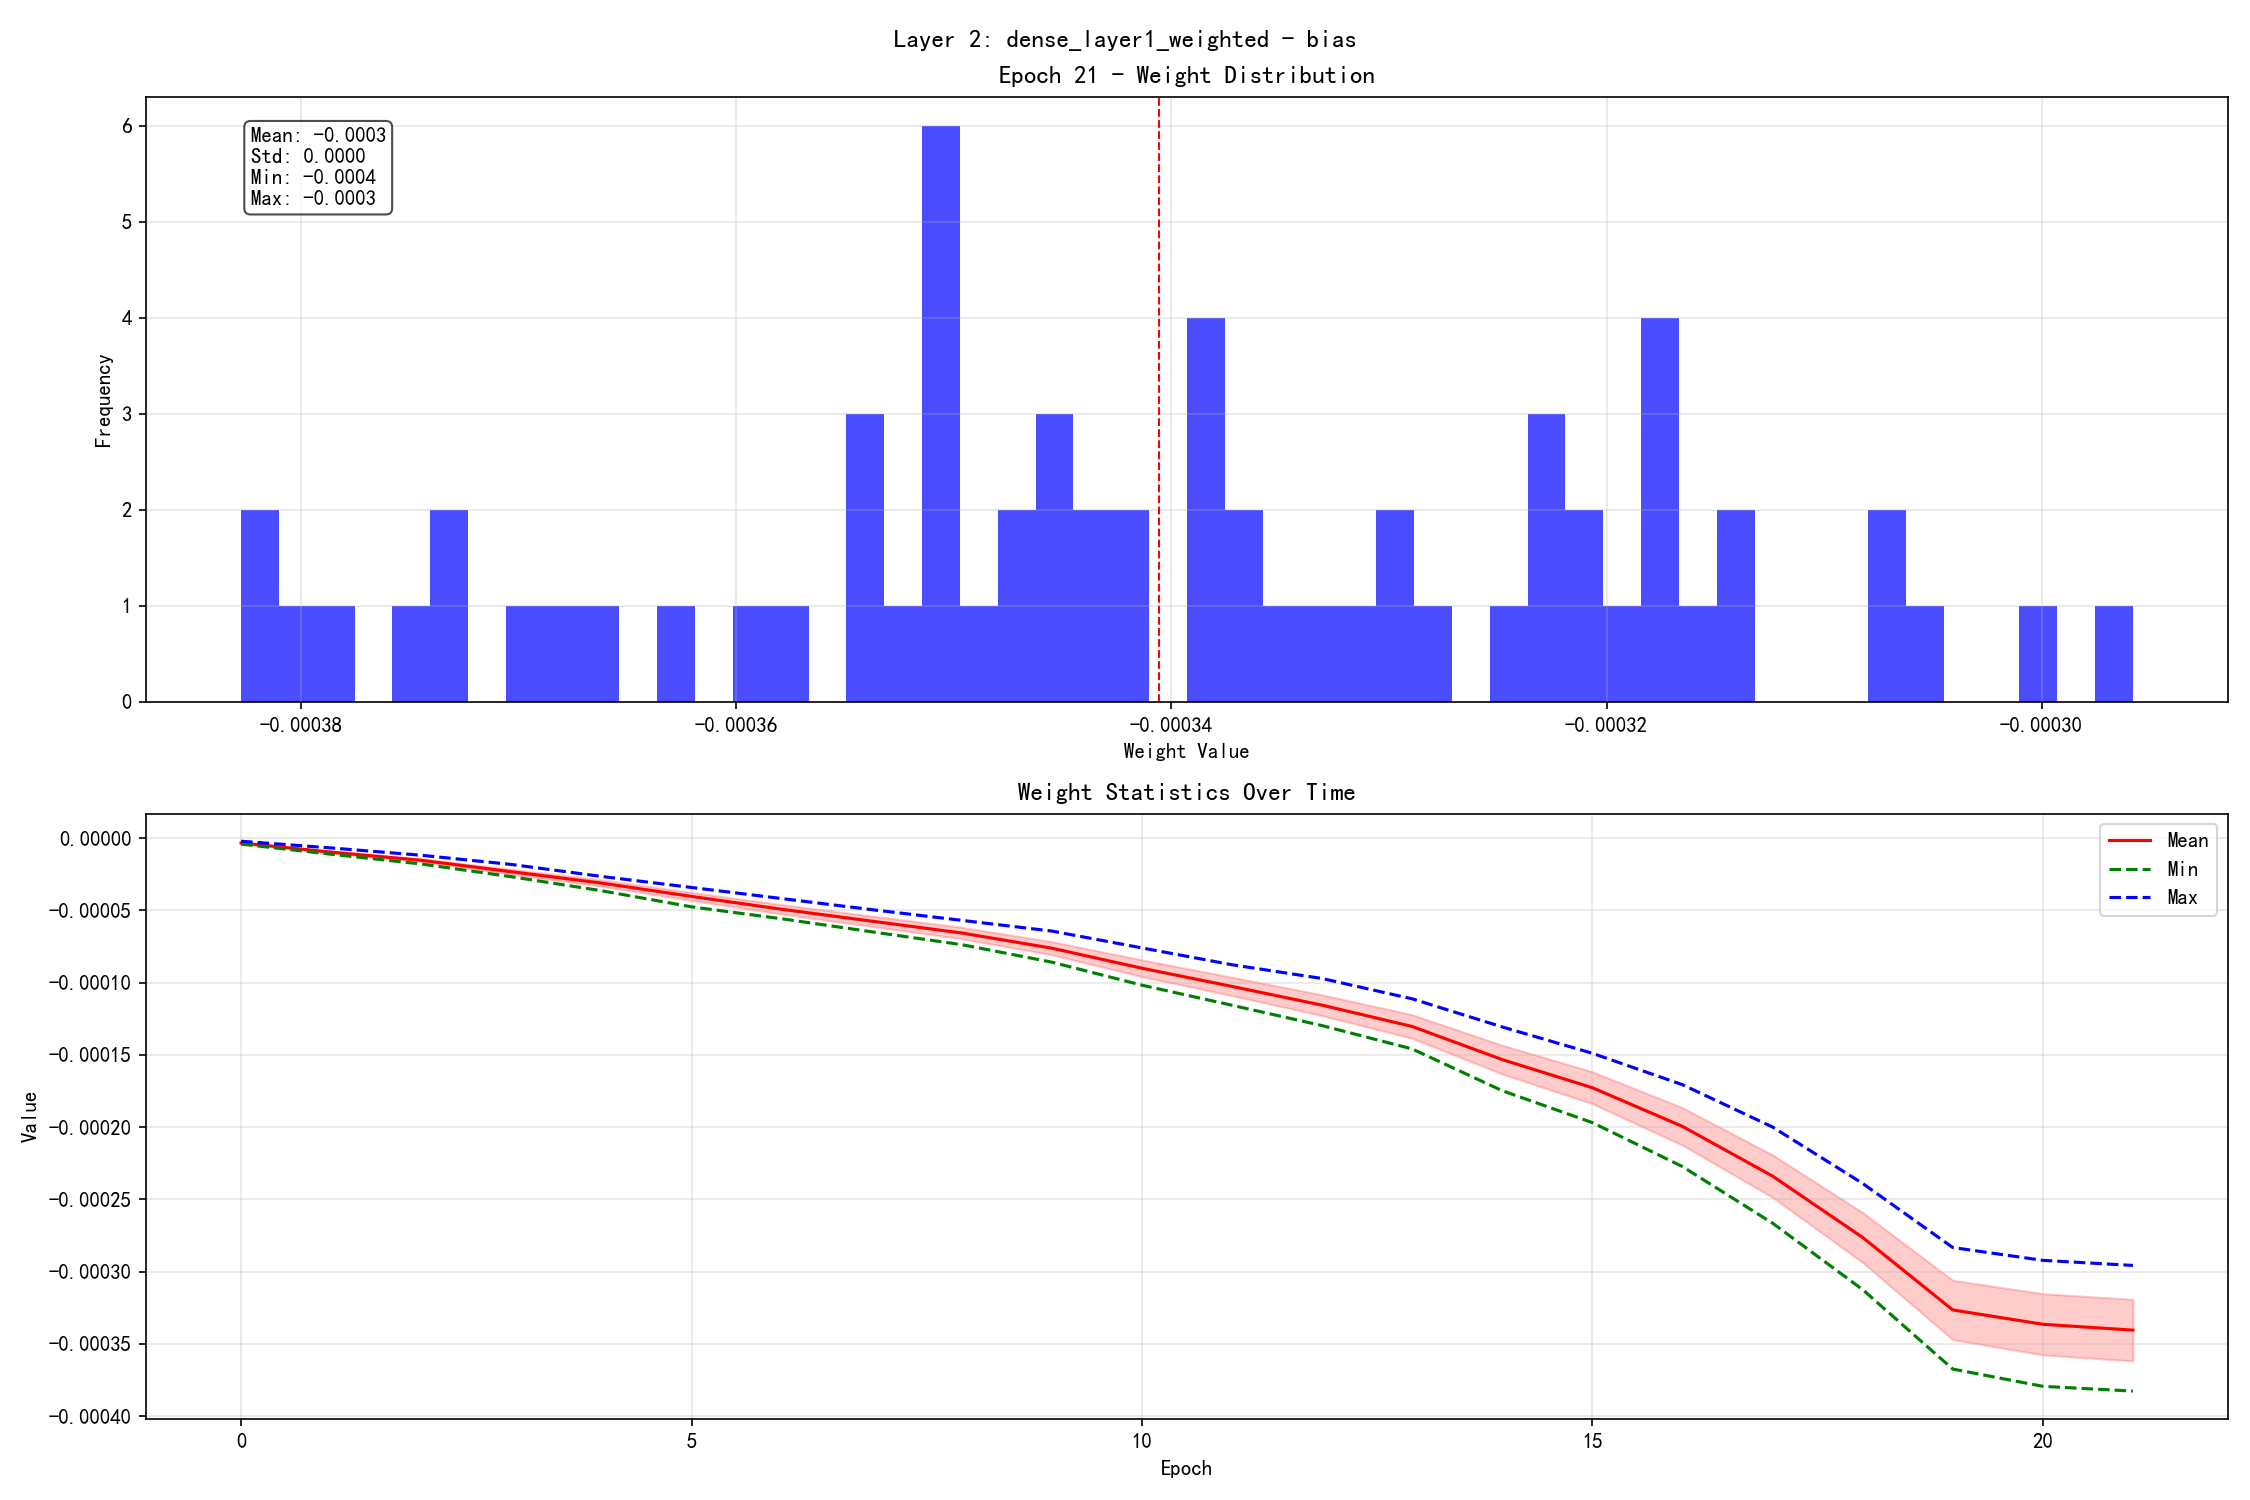 Layer 2: dense_layer1_weighted - bias
Epoch 21 - Weight Distribution
Mean: -0.0003
Std: 0.0000
Min: -0.0004
Max: -0.0003
Frequency
6
5
4
3
2
1
0
-0.00038
-0.00036
-0.00034
-0.00032
-0.00030
Weight Value
Weight Statistics Over Time
Mean
Min
Max
Value
0.00000
-0.00005
-0.00010
-0.00015
-0.00020
-0.00025
-0.00030
-0.00035
-0.00040
0
5
10
15
20
Epoch